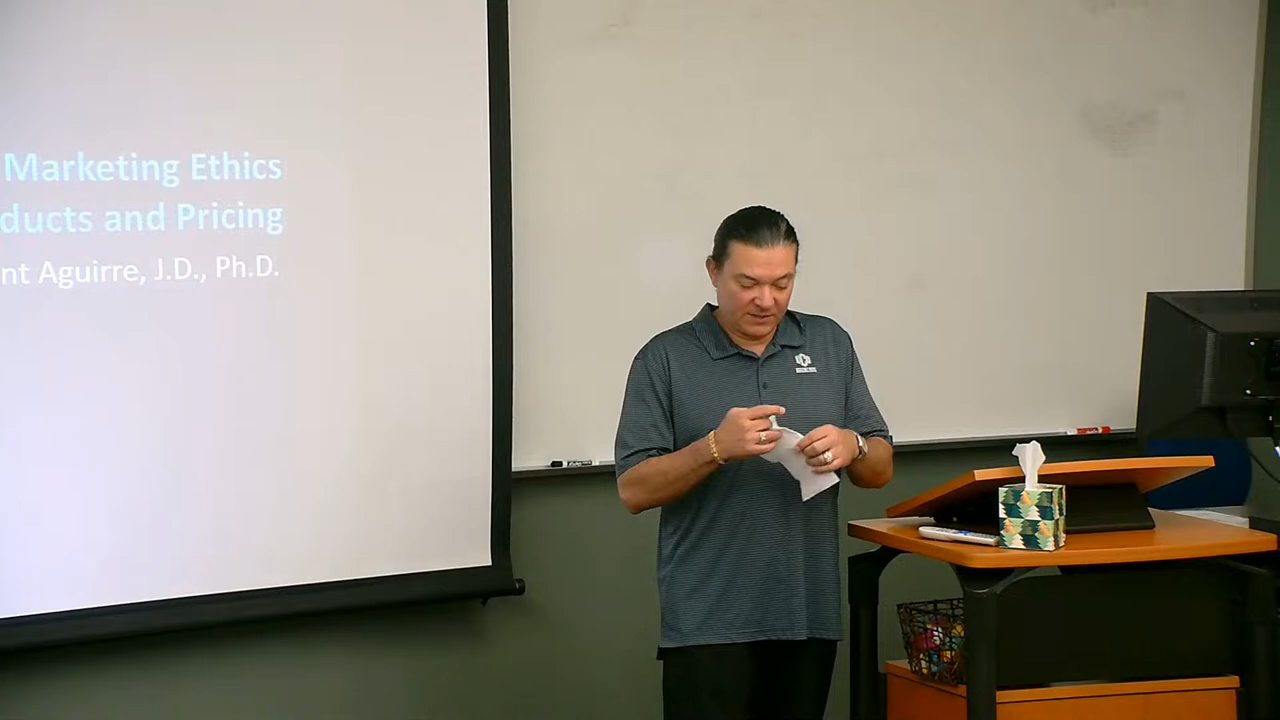 Marketing Ethics
ducts and Pricing
nt Aguirre, J.D., Ph.D.